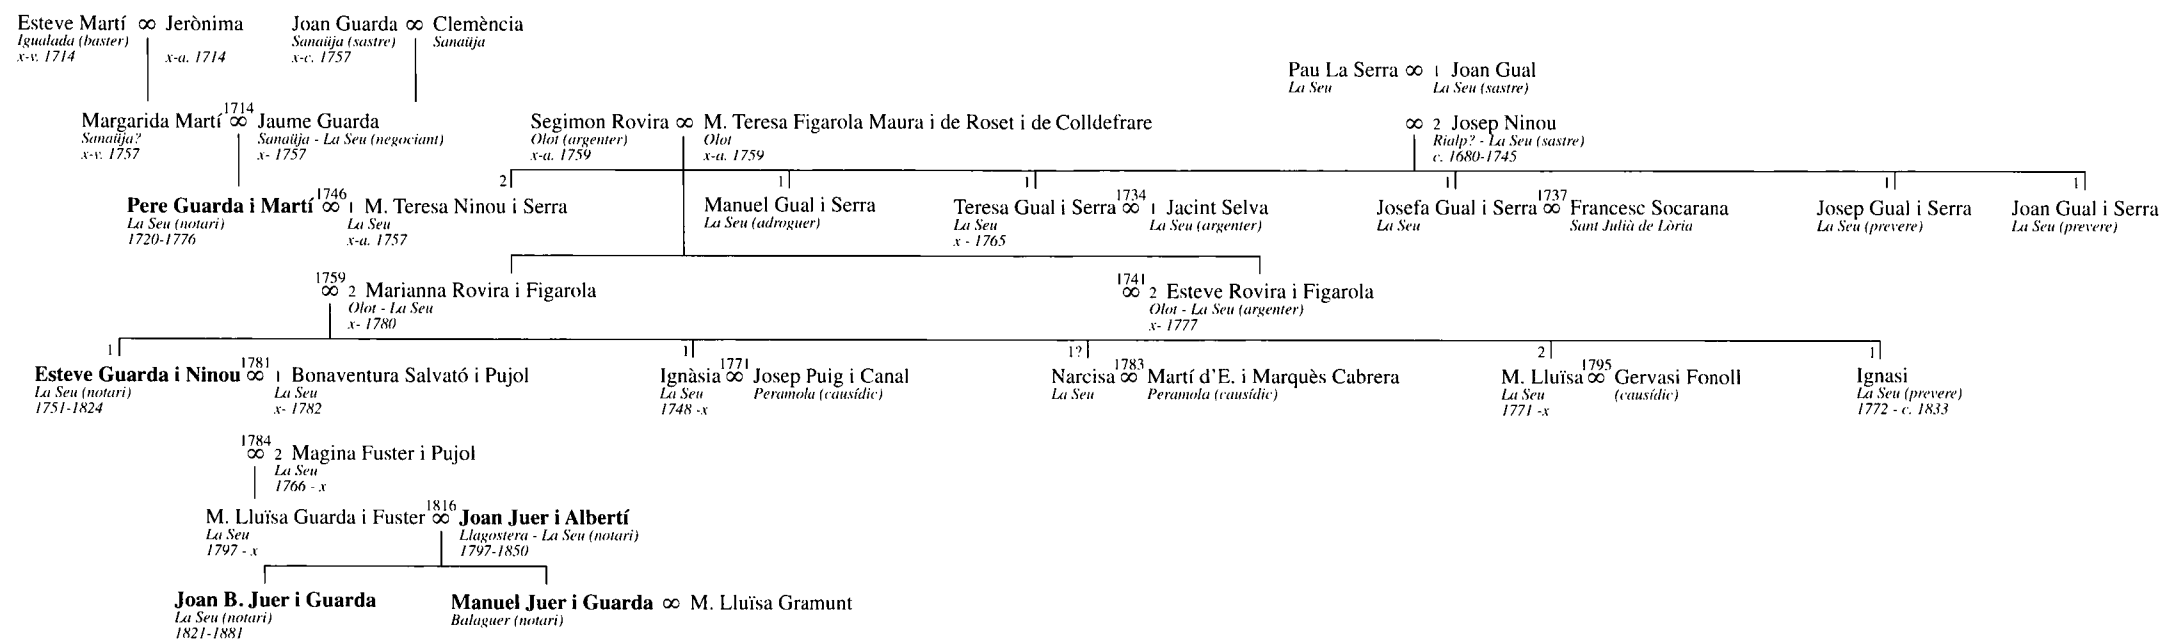 Esteve Martí ∞ Jerònima
Igualada (baster)
x-v. 1714 x-a. 1714
Joan Guarda ∞ Clemència
Sanaüja (sastre) Sanaüja
x-c. 1757
Pau La Serra ∞ 1 Joan Gual
La Seu La Seu (sastre)
Margarida Martí 1714 ∞ Jaume Guarda
Sanaüja? Sanaüja - La Seu (negociant)
x-v. 1757 x- 1757
Segimon Rovira ∞ M. Teresa Figarola Maura i de Roset i de Colldefrare
Olot (argenter) Olot
x-a. 1759 x-a. 1759
∞ 2 Josep Ninou
Rialp? - La Seu (sastre)
c. 1680-1745
2 1 1 1 1 1
Pere Guarda i Martí 1746 ∞ 1 M. Teresa Ninou i Serra
La Seu (notari) La Seu
1720-1776 x-a. 1757
Manuel Gual i Serra
La Seu (adroguer)
Teresa Gual i Serra 1734 ∞ 1 Jacint Selva
La Seu La Seu (argenter)
x - 1765
Josefa Gual i Serra 1737 ∞ Francesc Socarana
La Seu Sant Julià de Lòria
Josep Gual i Serra
La Seu (prevere)
Joan Gual i Serra
La Seu (prevere)
1759 ∞ 2 Marianna Rovira i Figarola
Olot - La Seu
x- 1780
1741 ∞ 2 Esteve Rovira i Figarola
Olot - La Seu (argenter)
x- 1777
1 1 1? 2 1
Esteve Guarda i Ninou 1781 ∞ 1 Bonaventura Salvató i Pujol
La Seu (notari) La Seu
1751-1824 x- 1782
Ignàsia 1771 ∞ Josep Puig i Canal
La Seu Peramola (causídic)
1748 -x
Narcisa 1783 ∞ Martí d'E. i Marquès Cabrera
La Seu Peramola (causídic)
M. Lluïsa 1795 ∞ Gervasi Fonoll
La Seu (causídic)
1771 -x
Ignasi
La Seu (prevere)
1772 - c. 1833
1784 ∞ 2 Magina Fuster i Pujol
La Seu
1766 - x
M. Lluïsa Guarda i Fuster 1816 ∞ Joan Juer i Albertí
La Seu Llagostera - La Seu (notari)
1797 - x 1797-1850
Joan B. Juer i Guarda
La Seu (notari)
1821-1881
Manuel Juer i Guarda ∞ M. Lluïsa Gramunt
Balaguer (notari)